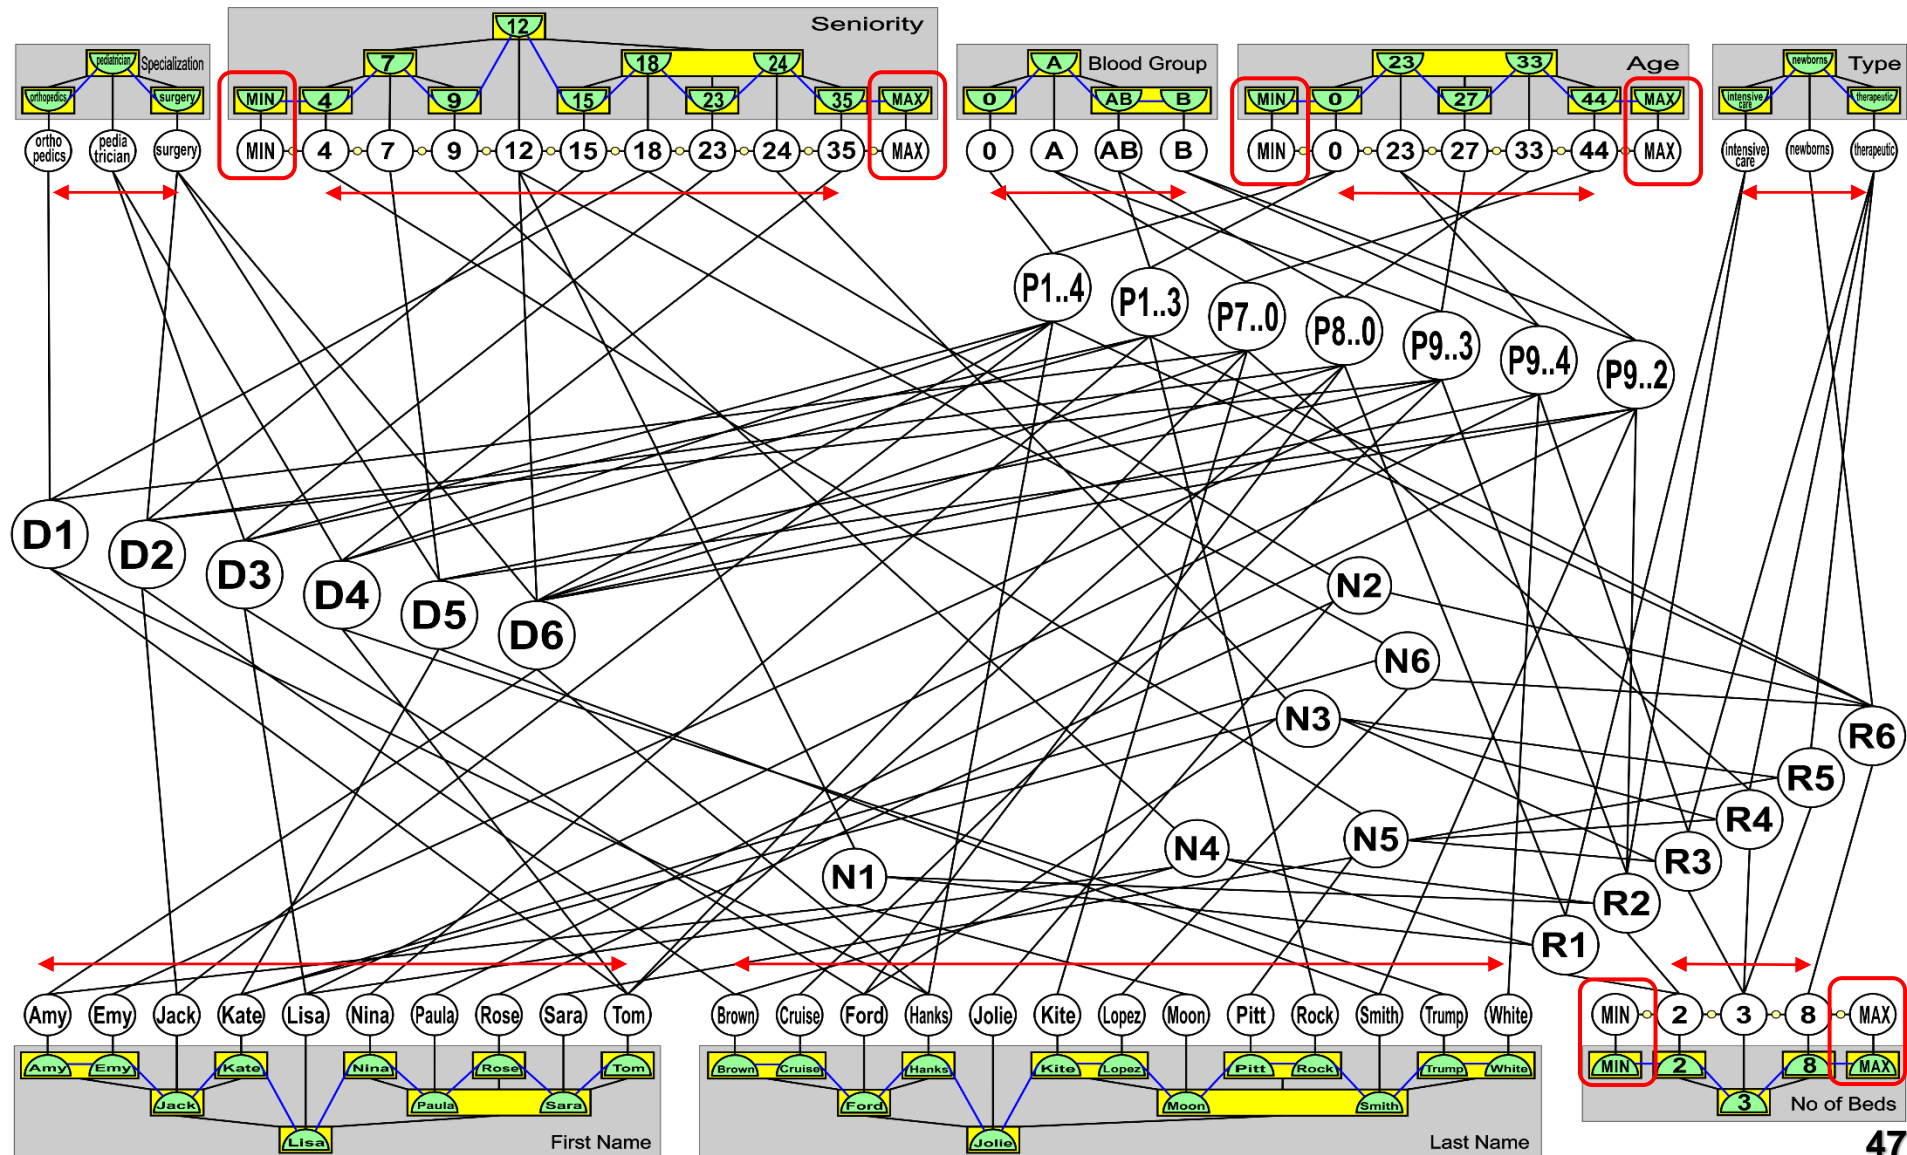 Seniority
12
7
18
24
MIN
4
9
15
23
35
MAX
pediatrician
Specialization
orthopedics
surgery
A
Blood Group
0
AB
B
23
33
Age
MIN
0
27
44
MAX
newborns
Type
intensive care
therapeutic
ortho pedics
pedia trician
surgery
MIN
4
7
9
12
15
18
23
24
35
MAX
0
A
AB
B
MIN
0
23
27
33
44
MAX
intensive care
newborns
therapeutic
P1..4
P1..3
P7..0
P8..0
P9..3
P9..4
P9..2
D1
D2
D3
D4
D5
D6
N2
N6
N3
N5
N4
N1
R6
R5
R4
R3
R2
R1
Amy
Emy
Jack
Kate
Lisa
Nina
Paula
Rose
Sara
Tom
Brown
Cruise
Ford
Hanks
Jolie
Kite
Lopez
Moon
Pitt
Rock
Smith
Trump
White
MIN
2
3
8
MAX
Amy
Emy
Kate
Nina
Rose
Tom
Jack
Paula
Sara
Lisa
First Name
Brown
Cruise
Hanks
Kite
Lopez
Pitt
Rock
Trump
White
Ford
Moon
Smith
Jolie
Last Name
MIN
2
8
MAX
3
No of Beds
47